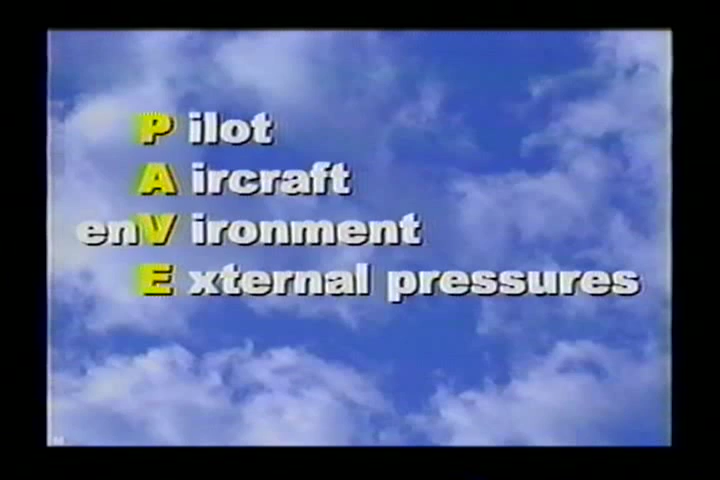 Pilot
Aircraft
enVironment
External pressures